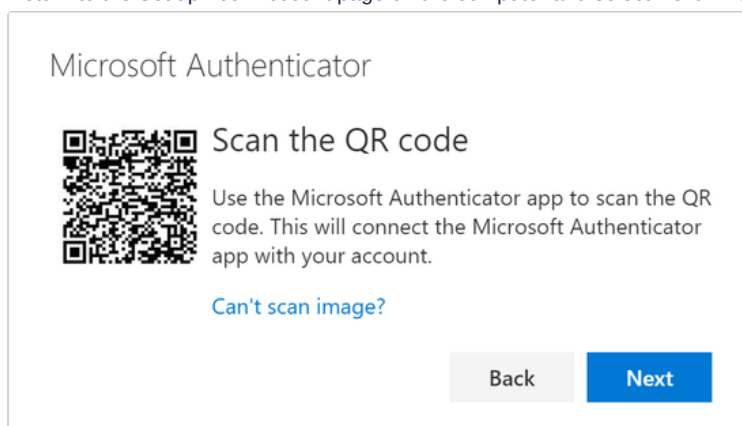 Microsoft Authenticator
Scan the QR code
Use the Microsoft Authenticator app to scan the QR
code. This will connect the Microsoft Authenticator
app with your account.
Can't scan image?
Back Next